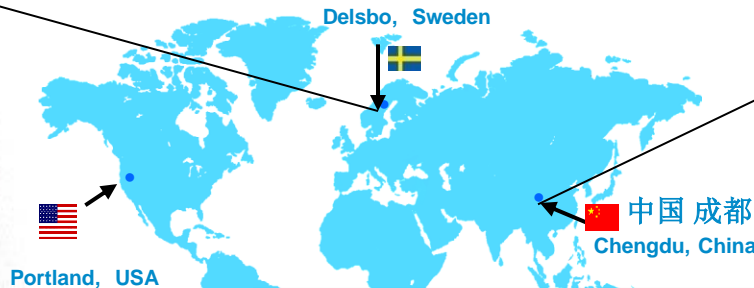 Delsbo, Sweden
中国 成都
Chengdu, China
Portland, USA